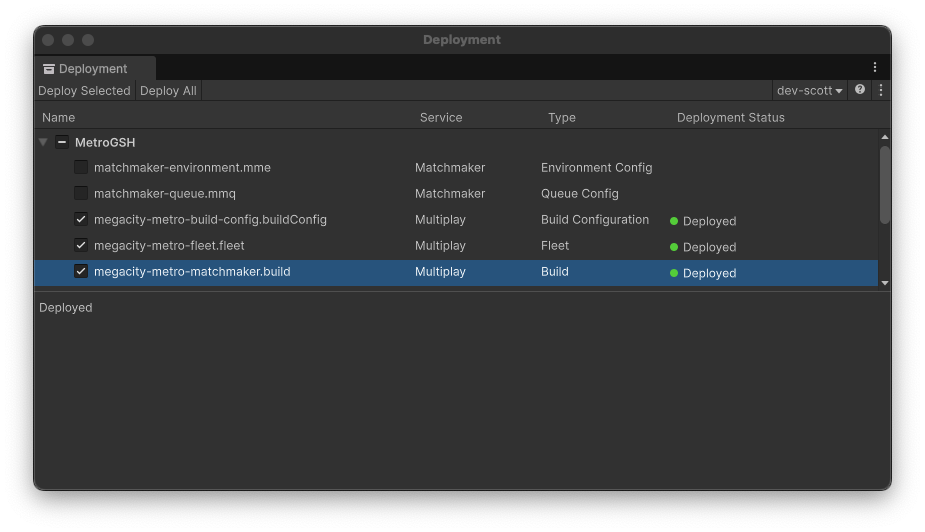 Deployment
Deployment
Deploy Selected Deploy All dev-scott
Name Service Type Deployment Status
MetroGSH
matchmaker-environment.mme Matchmaker Environment Config
matchmaker-queue.mmq Matchmaker Queue Config
megacity-metro-build-config.buildConfig Multiplay Build Configuration Deployed
megacity-metro-fleet.fleet Multiplay Fleet Deployed
megacity-metro-matchmaker.build Multiplay Build Deployed
Deployed